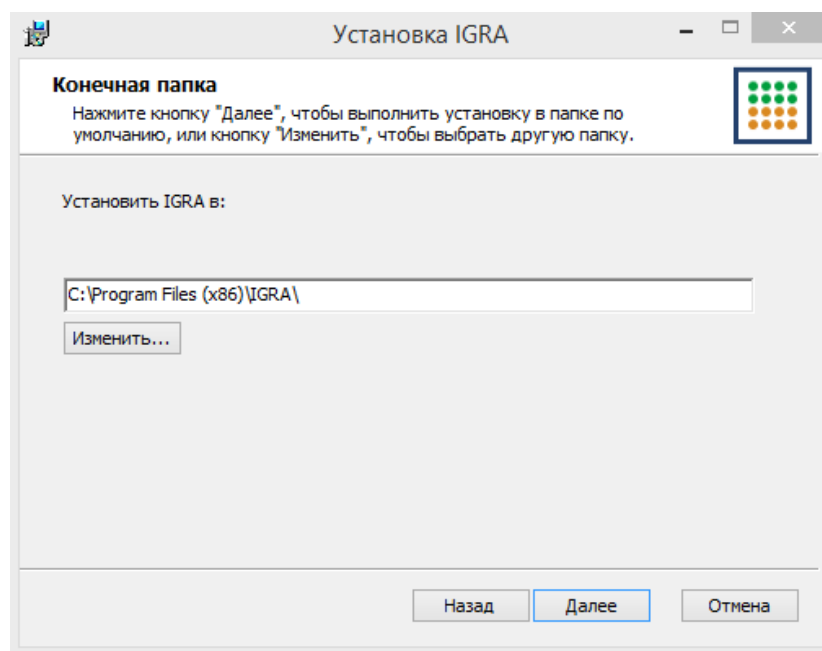 Установка IGRA
Конечная папка
Нажмите кнопку "Далее", чтобы выполнить установку в папке по
умолчанию, или кнопку "Изменить", чтобы выбрать другую папку.
Установить IGRA в:
C:\Program Files (x86)\IGRA\
Изменить...
Назад Далее Отмена